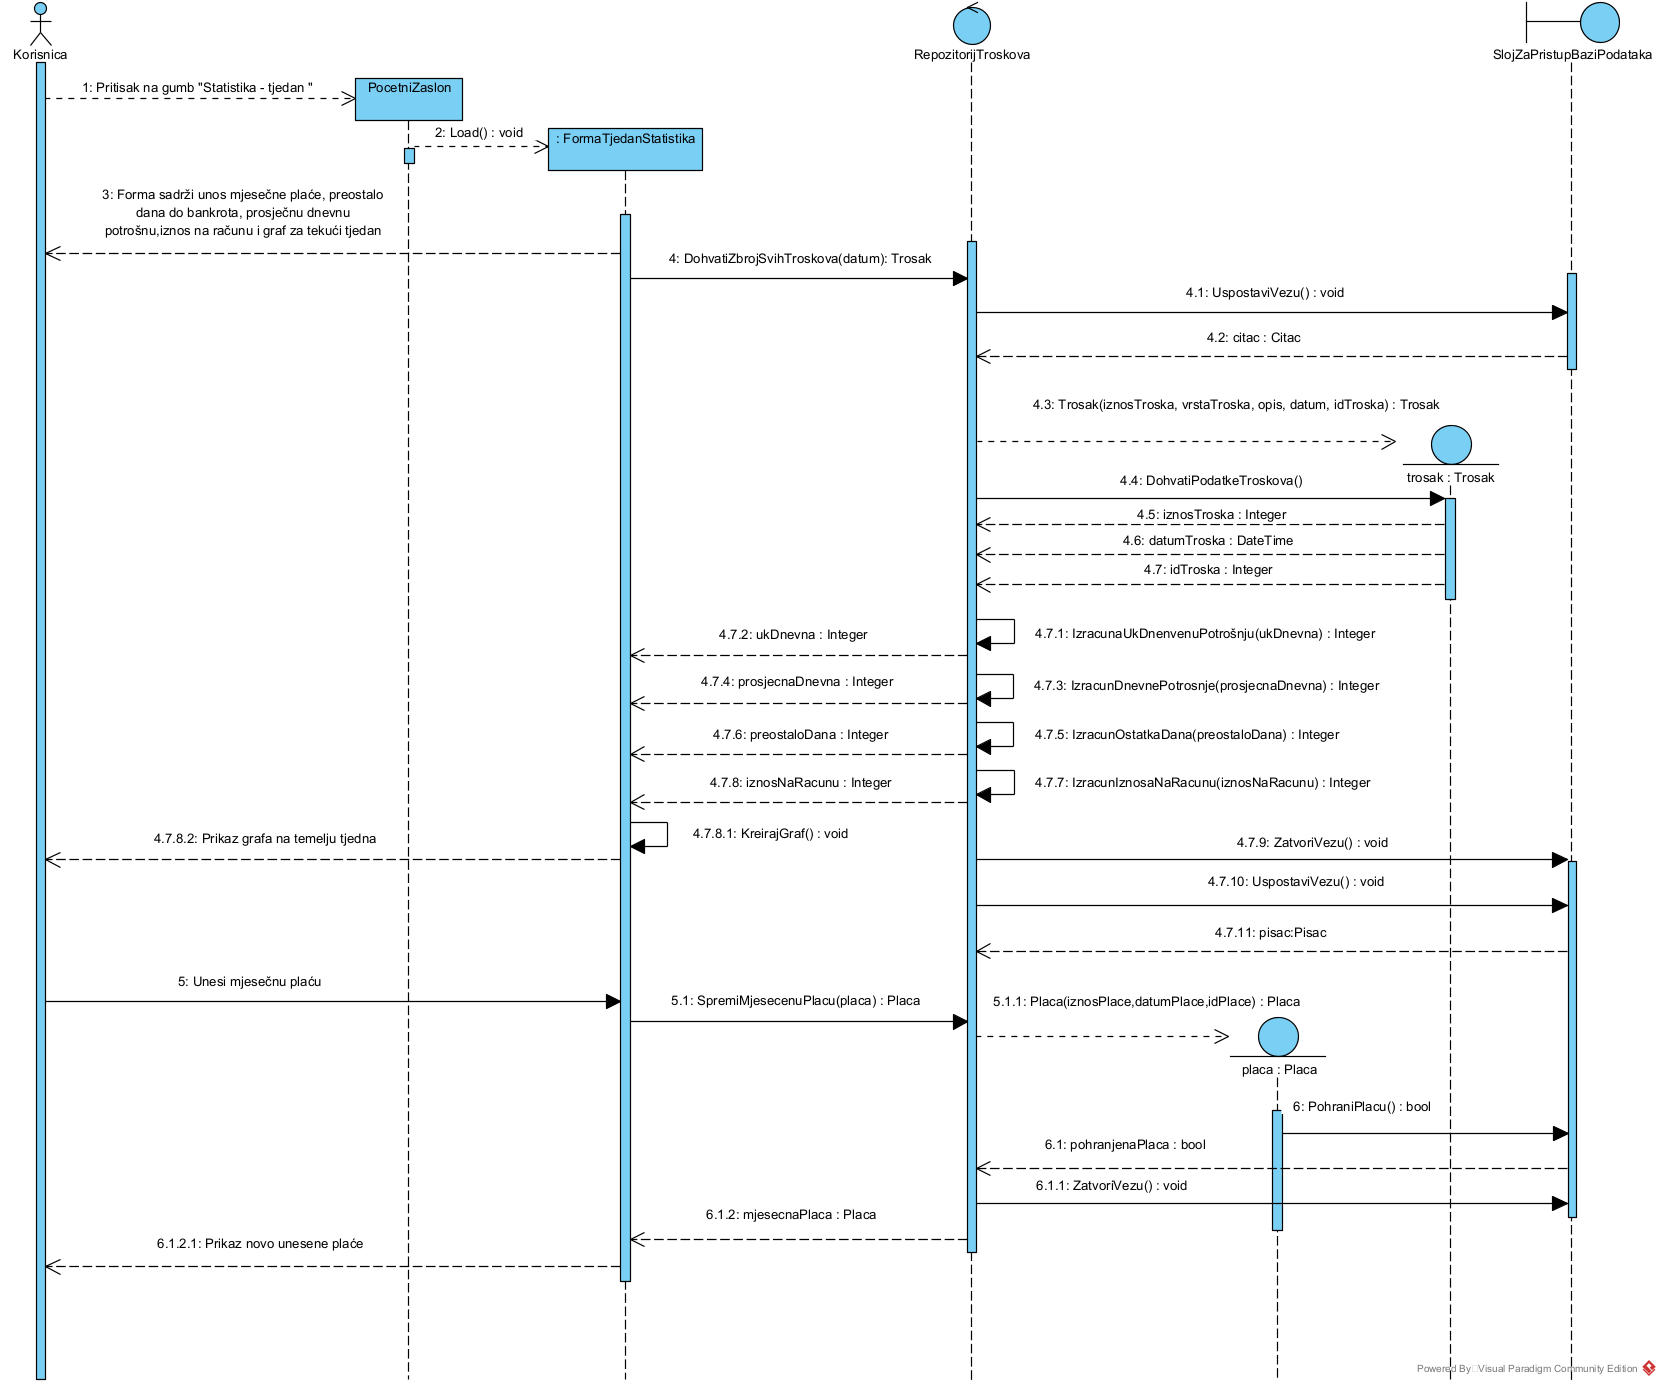 Korisnica
RepozitorijTroskova
SlojZaPristupBaziPodataka
1: Pritisak na gumb "Statistika - tjedan "
PocetniZaslon
2: Load() : void
: FormaTjedanStatistika
3: Forma sadrži unos mjesečne plaće, preostalo
dana do bankrota, prosječnu dnevnu
potrošnu,iznos na računu i graf za tekući tjedan
4: DohvatiZbrojSvihTroskova(datum): Trosak
4.1: UspostaviVezu() : void
4.2: citac : Citac
4.3: Trosak(iznosTroska, vrstaTroska, opis, datum, idTroska) : Trosak
trosak : Trosak
4.4: DohvatiPodatkeTroskova()
4.5: iznosTroska : Integer
4.6: datumTroska : DateTime
4.7: idTroska : Integer
4.7.1: IzracunaUkDnenvenuPotrošnju(ukDnevna) : Integer
4.7.2: ukDnevna : Integer
4.7.3: IzracunDnevnePotrosnje(prosjecnaDnevna) : Integer
4.7.4: prosjecnaDnevna : Integer
4.7.5: IzracunOstatkaDana(preostaloDana) : Integer
4.7.6: preostaloDana : Integer
4.7.7: IzracunIznosaNaRacunu(iznosNaRacunu) : Integer
4.7.8: iznosNaRacunu : Integer
4.7.8.1: KreirajGraf() : void
4.7.8.2: Prikaz grafa na temelju tjedna
4.7.9: ZatvoriVezu() : void
4.7.10: UspostaviVezu() : void
4.7.11: pisac:Pisac
5: Unesi mjesečnu plaću
5.1: SpremiMjesecenuPlacu(placa) : Placa
5.1.1: Placa(iznosPlace,datumPlace,idPlace) : Placa
placa : Placa
6: PohraniPlacu() : bool
6.1: pohranjenaPlaca : bool
6.1.1: ZatvoriVezu() : void
6.1.2: mjesecnaPlaca : Placa
6.1.2.1: Prikaz novo unesene plaće
Powered By Visual Paradigm Community Edition